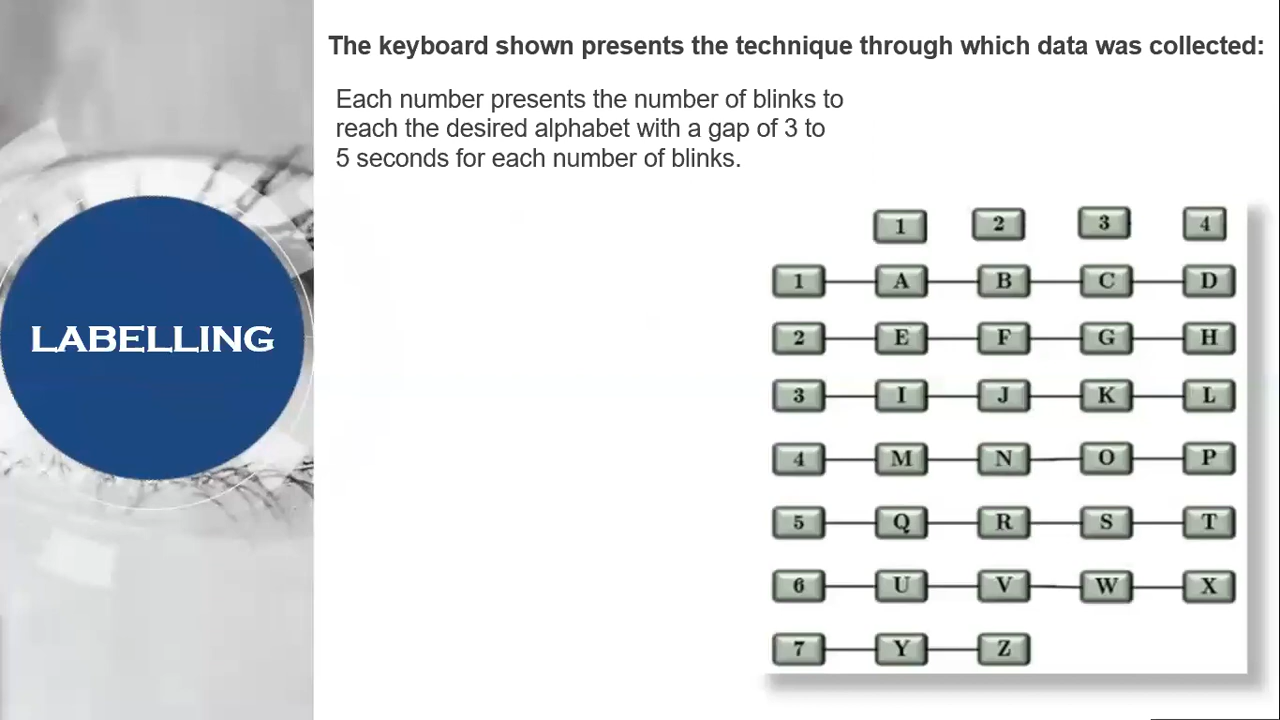 The keyboard shown presents the technique through which data was collected:
Each number presents the number of blinks to
reach the desired alphabet with a gap of 3 to
5 seconds for each number of blinks.
LABELLING
1 2 3 4
1 A B C D
2 E F G H
3 I J K L
4 M N O P
5 Q R S T
6 U V W X
7 Y Z